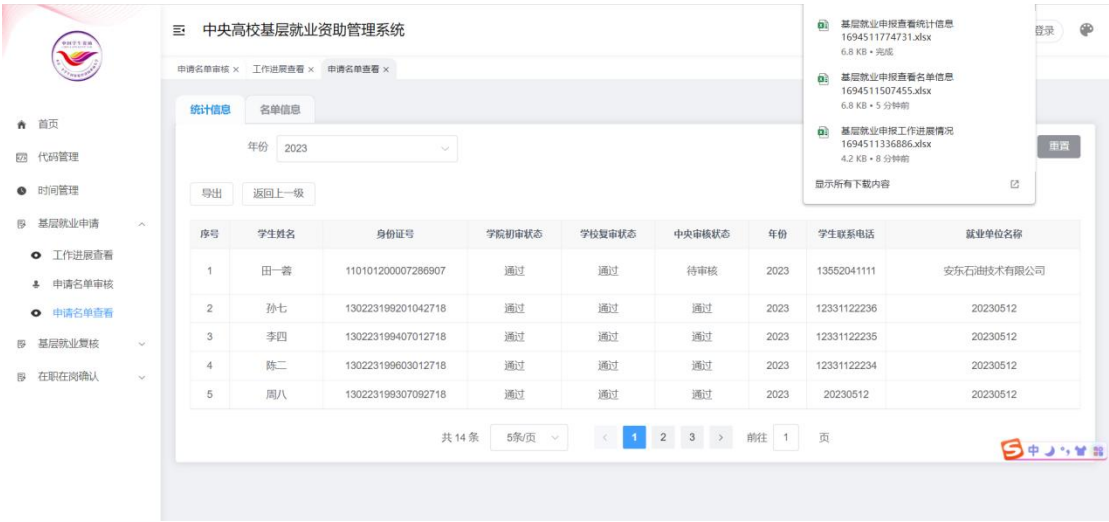 中央高校基层就业资助管理系统
登录
申请名单审核 × 工作进展查看 × 申请名单查看 ×
基层就业申报查看统计信息
1694511774731.xlsx
6.8 KB • 完成
基层就业申报查看名单信息
1694511507455.xlsx
6.8 KB • 5 分钟前
基层就业申报工作进展情况
1694511336886.xlsx
4.2 KB • 8 分钟前
显示所有下载内容
首页
代码管理
时间管理
基层就业申请
工作进展查看
申请名单审核
申请名单查看
基层就业复核
在职在岗确认
统计信息 名单信息
年份 2023
重置
导出 返回上一级
序号 学生姓名 身份证号 学院初审状态 学校复审状态 中央审核状态 年份 学生联系电话 就业单位名称
1 田一蓉 110101200007286907 通过 通过 待审核 2023 13552041111 安东石油技术有限公司
2 孙七 130223199201042718 通过 通过 通过 2023 12331122236 20230512
3 李四 130223199407012718 通过 通过 通过 2023 12331122235 20230512
4 陈二 130223199603012718 通过 通过 通过 2023 12331122234 20230512
5 周八 130223199307092718 通过 通过 通过 2023 20230512 20230512
共 14 条 5条/页 < 1 2 3 > 前往 1 页
中